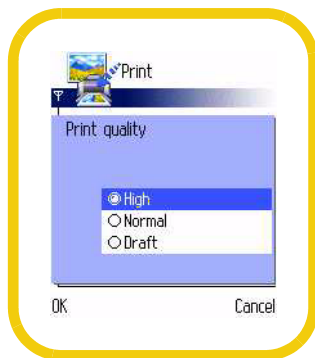 Print
Print quality
High
Normal
Draft
OK Cancel